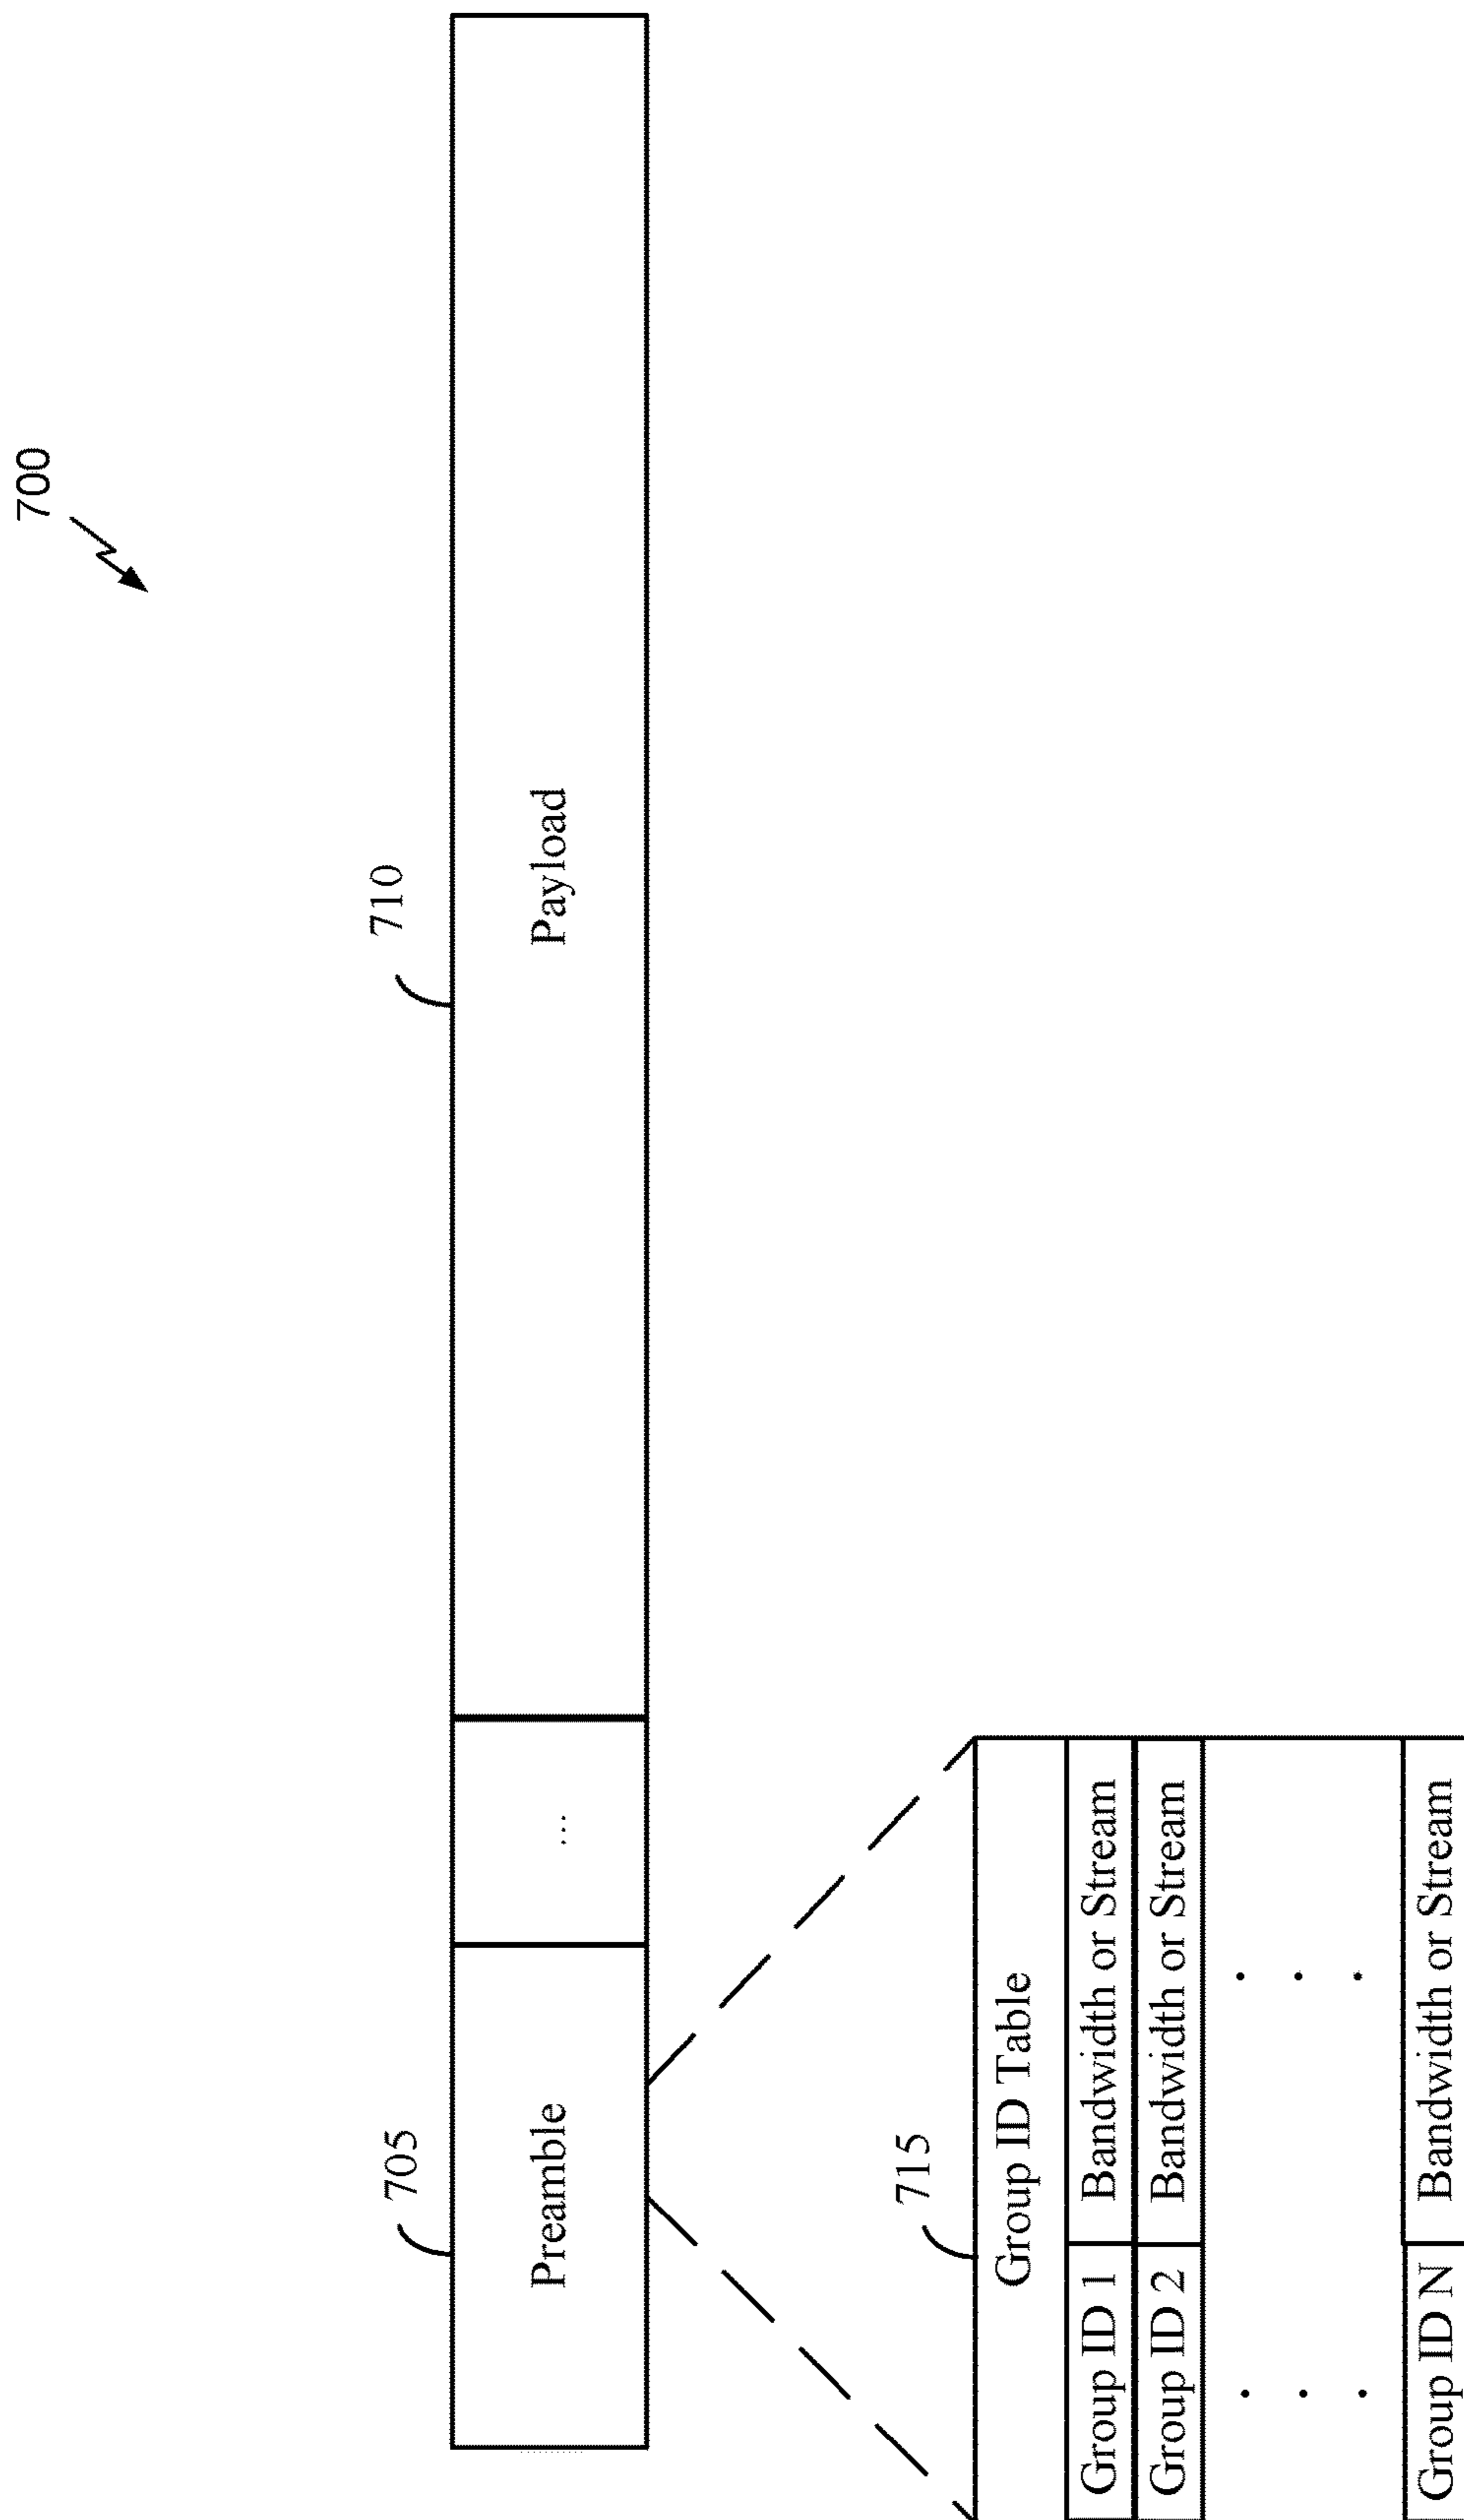 700
705
710
Preamble
...
Payload
715
Group ID Table
Group ID 1 Bandwidth or Stream
Group ID 2 Bandwidth or Stream
. .
. .
. .
Group ID N Bandwidth or Stream